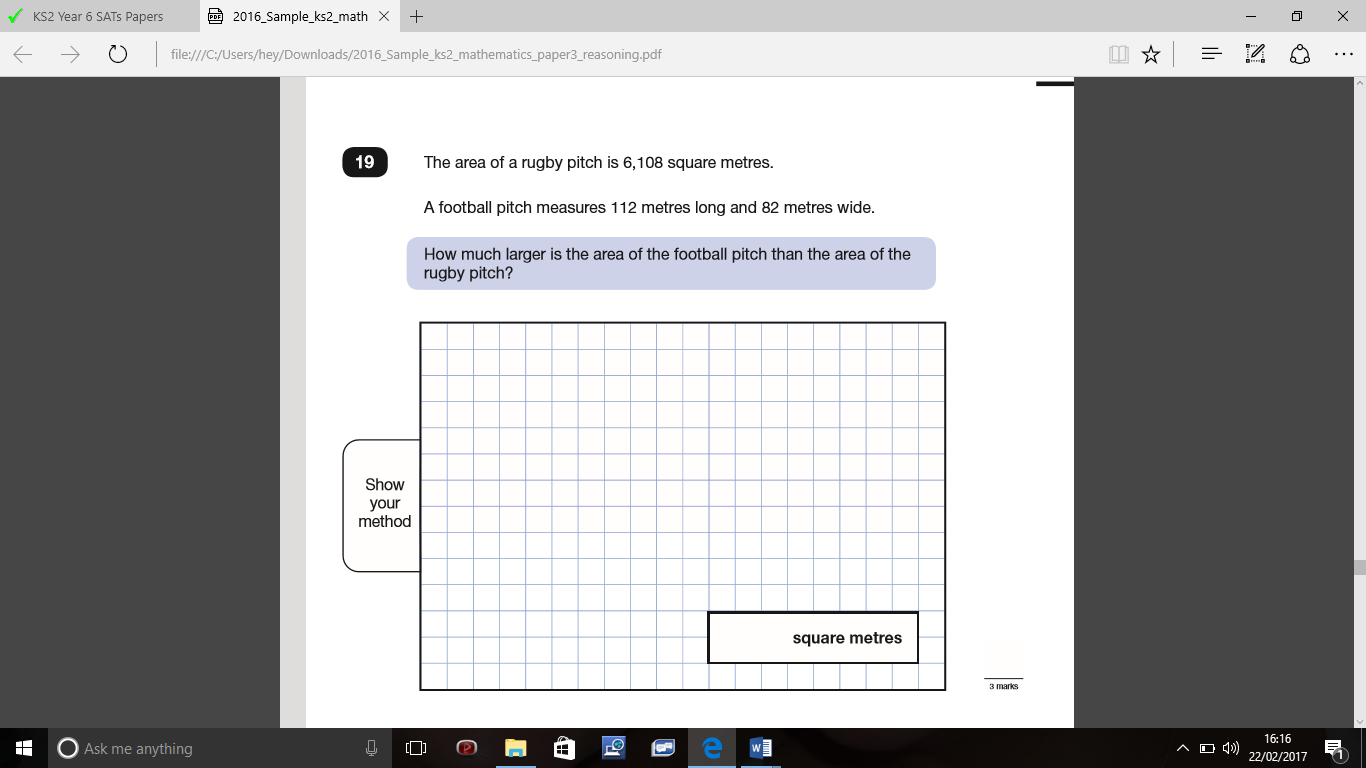 KS2 Year 6 SATs Papers
PDF
2016_Sample_ks2_math
file:///C:/Users/hey/Downloads/2016_Sample_ks2_mathematics_paper3_reasoning.pdf
19
The area of a rugby pitch is 6,108 square metres.
A football pitch measures 112 metres long and 82 metres wide.
How much larger is the area of the football pitch than the area of the
rugby pitch?
Show
your
method
square metres
3 marks
Ask me anything
16:16
22/02/2017
1